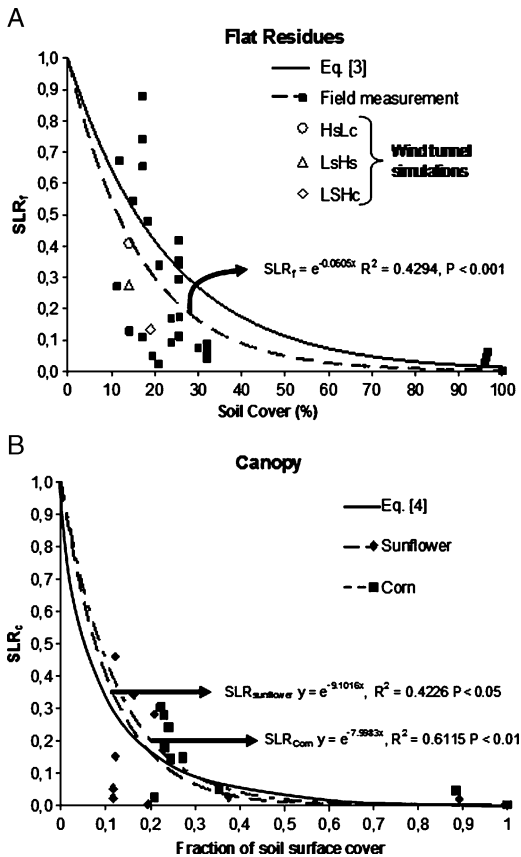 A
Flat Residues
1,0
0,9
0,8
0,7
0,6
0,5
0,4
0,3
0,2
0,1
0,0
SLRf
Eq. [3]
Field measurement
HsLc
LsHs
LSHc
Wind tunnel
simulations
SLRf = e-0.0605x R2 = 0.4294, P < 0.001
0 10 20 30 40 50 60 70 80 90 100
Soil Cover (%)
B
Canopy
1,0
0,9
0,8
0,7
0,6
0,5
0,4
0,3
0,2
0,1
0,0
SLRc
Eq. [4]
Sunflower
Corn
SLRsunflower y = e-9.1016x, R2 = 0.4226 P < 0.05
SLRCorn y = e-7.9983x, R2 = 0.6115 P < 0.01
0 0,1 0,2 0,3 0,4 0,5 0,6 0,7 0,8 0,9 1
Fraction of soil surface cover